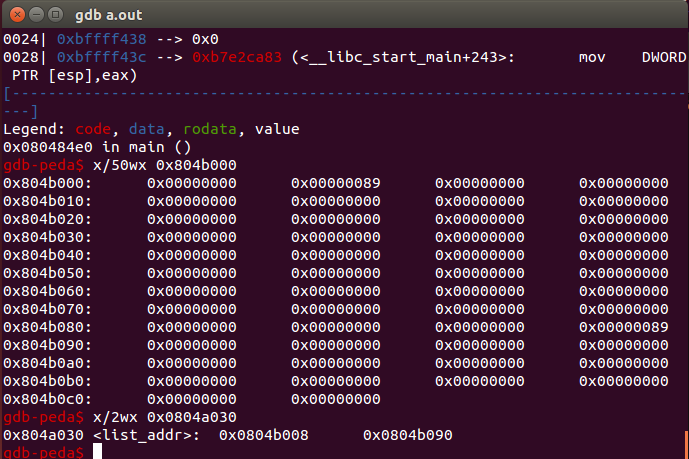 gdb a.out
0024| 0xbffff438 --> 0x0
0028| 0xbffff43c --> 0xb7e2ca83 (<__libc_start_main+243>:       mov    DWORD
 PTR [esp],eax)
[---------------------------------------------------------------------------
---]
Legend: code, data, rodata, value
0x080484e0 in main ()
gdb-peda$ x/50wx 0x804b000
0x804b000:      0x00000000      0x00000089      0x00000000      0x00000000
0x804b010:      0x00000000      0x00000000      0x00000000      0x00000000
0x804b020:      0x00000000      0x00000000      0x00000000      0x00000000
0x804b030:      0x00000000      0x00000000      0x00000000      0x00000000
0x804b040:      0x00000000      0x00000000      0x00000000      0x00000000
0x804b050:      0x00000000      0x00000000      0x00000000      0x00000000
0x804b060:      0x00000000      0x00000000      0x00000000      0x00000000
0x804b070:      0x00000000      0x00000000      0x00000000      0x00000000
0x804b080:      0x00000000      0x00000000      0x00000000      0x00000089
0x804b090:      0x00000000      0x00000000      0x00000000      0x00000000
0x804b0a0:      0x00000000      0x00000000      0x00000000      0x00000000
0x804b0b0:      0x00000000      0x00000000      0x00000000      0x00000000
0x804b0c0:      0x00000000      0x00000000
gdb-peda$ x/2wx 0x0804a030
0x804a030 <list_addr>:  0x0804b008      0x0804b090
gdb-peda$